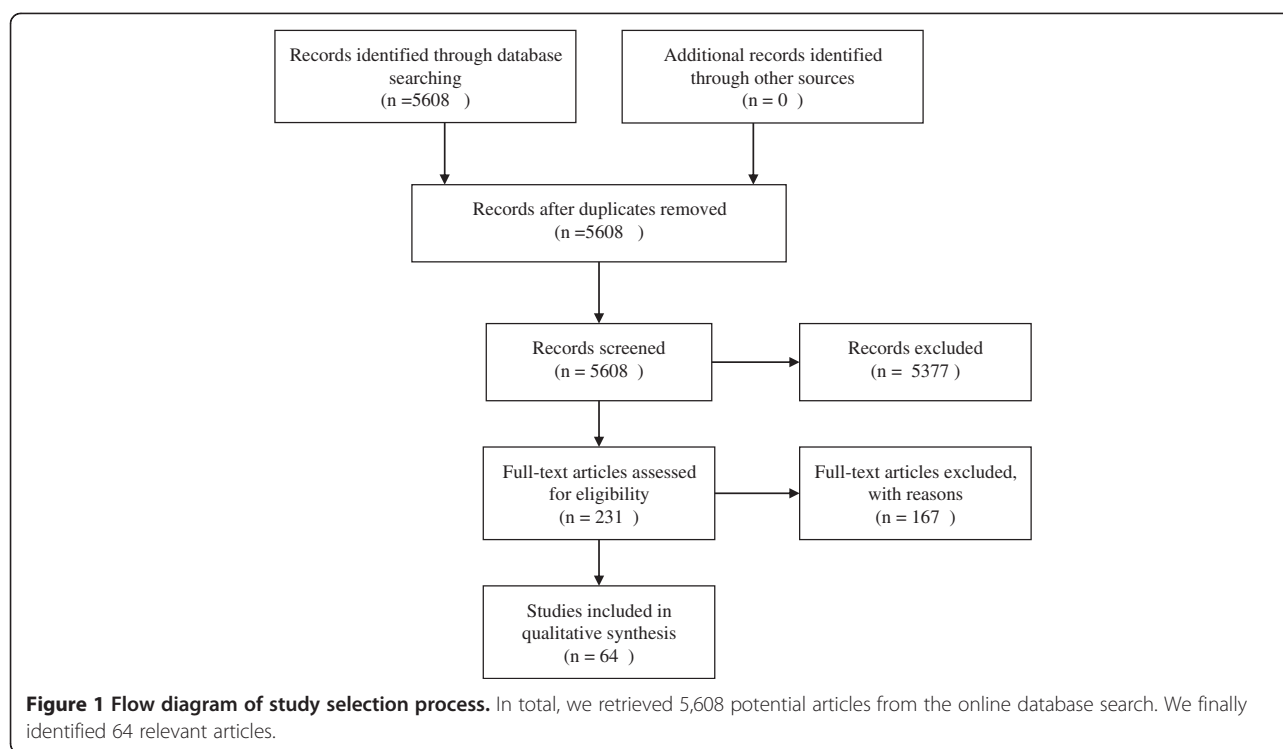 Records identified through database
searching
(n =5608   )
Additional records identified
through other sources
(n = 0   )
Records after duplicates removed
(n =5608   )
Records screened
(n = 5608   )
Records excluded
(n =  5377   )
Full-text articles assessed
for eligibility
(n = 231   )
Full-text articles excluded,
with reasons
(n = 167   )
Studies included in
qualitative synthesis
(n = 64   )
Figure 1 Flow diagram of study selection process. In total, we retrieved 5,608 potential articles from the online database search. We finally
identified 64 relevant articles.